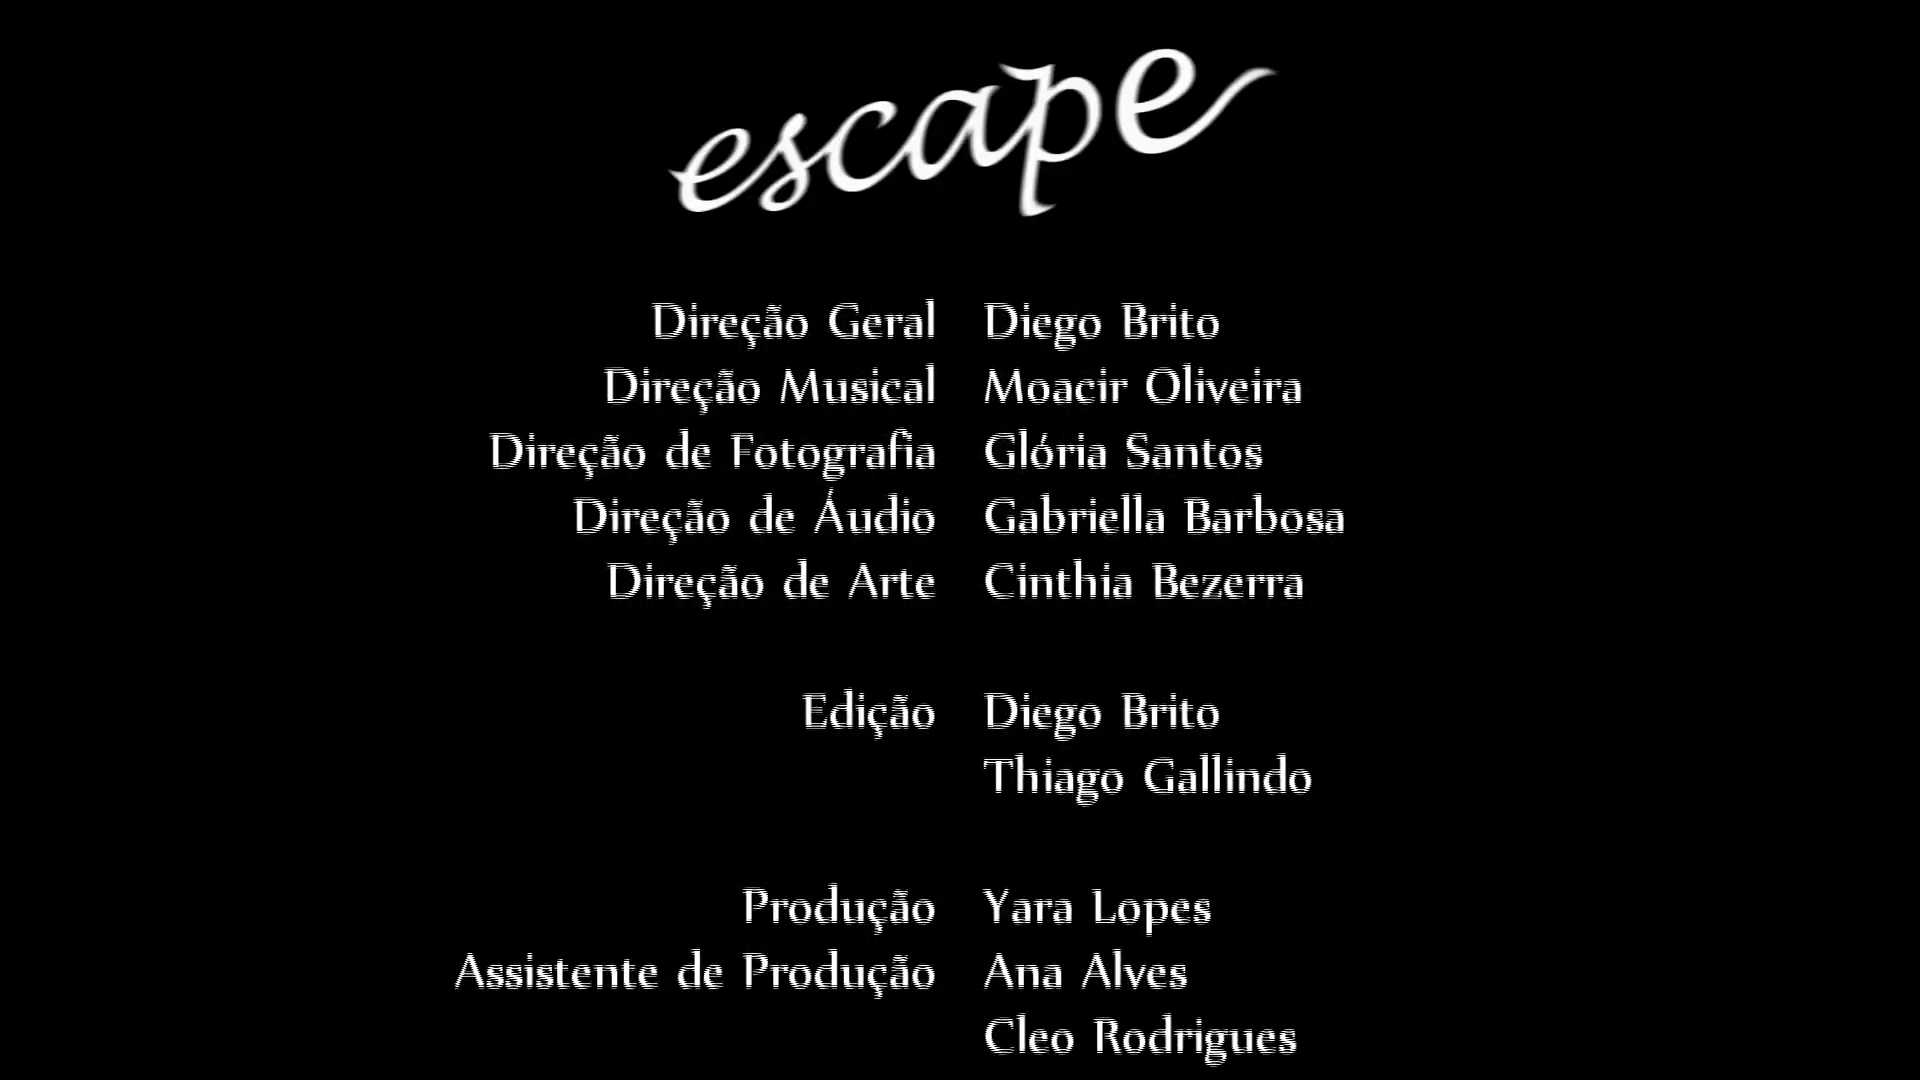 escape
Direção Geral Diego Brito
Direção Musical Moacir Oliveira
Direção de Fotografia Glória Santos
Direção de Áudio Gabriella Barbosa
Direção de Arte Cinthia Bezerra
Edição Diego Brito
Thiago Gallindo
Produção Yara Lopes
Assistente de Produção Ana Alves
Cleo Rodrigues